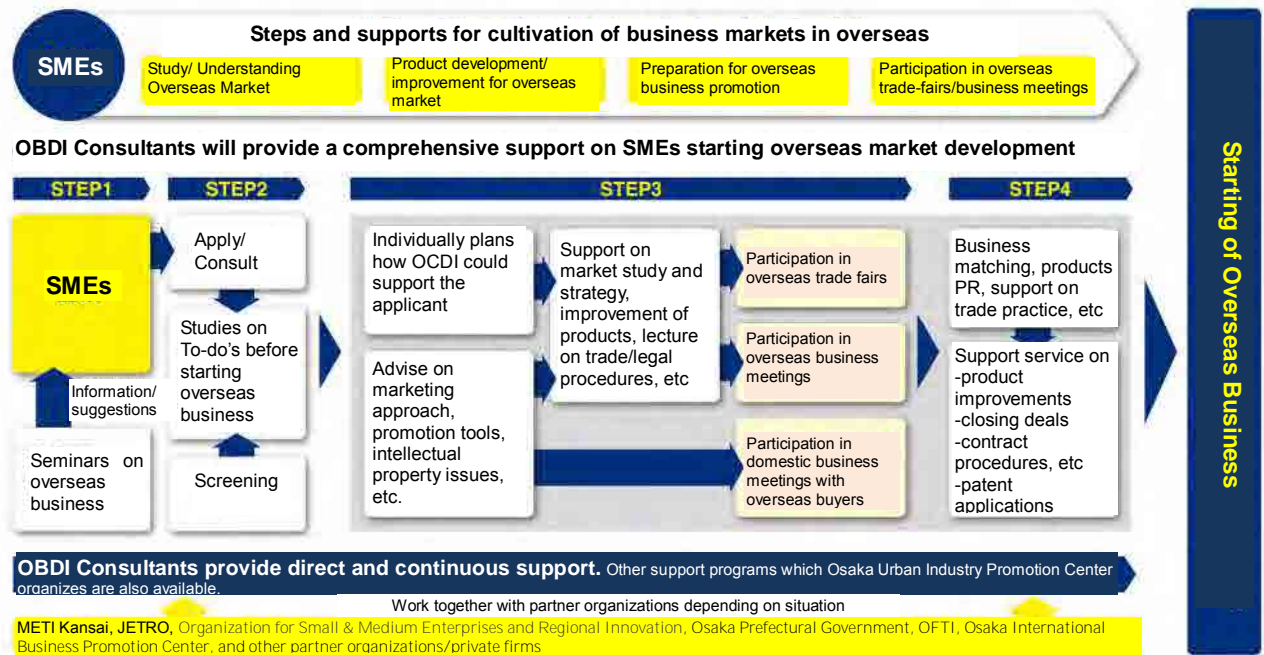 Steps and supports for cultivation of business markets in overseas
SMEs
Study/ Understanding
Overseas Market
Product development/
improvement for overseas
market
Preparation for overseas
business promotion
Participation in overseas
trade-fairs/business meetings
OBDI Consultants will provide a comprehensive support on SMEs starting overseas market development
STEP1
STEP2
STEP3
STEP4
SMEs
Information/
suggestions
Seminars on
overseas
business
Apply/
Consult
Studies on
To-do's before
starting
overseas
business
Screening
Individually plans
how OCDI could
support the
applicant
Advise on
marketing
approach,
promotion tools,
intellectual
property issues,
etc.
Support on
market study and
strategy,
improvement of
products, lecture
on trade/legal
procedures, etc
Participation in
overseas trade fairs
Participation in
overseas business
meetings
Participation in
domestic business
meetings with
overseas buyers
Business
matching, products
PR, support on
trade practice, etc
Support service on
-product
improvements
-closing deals
-contract
procedures, etc
-patent
applications
Starting of Overseas Business
OBDI Consultants provide direct and continuous support. Other support programs which Osaka Urban Industry Promotion Center
organizes are also available.
Work together with partner organizations depending on situation
METI Kansai, JETRO, Organization for Small & Medium Enterprises and Regional Innovation, Osaka Prefectural Government, OFTI, Osaka International
Business Promotion Center, and other partner organizations/private firms